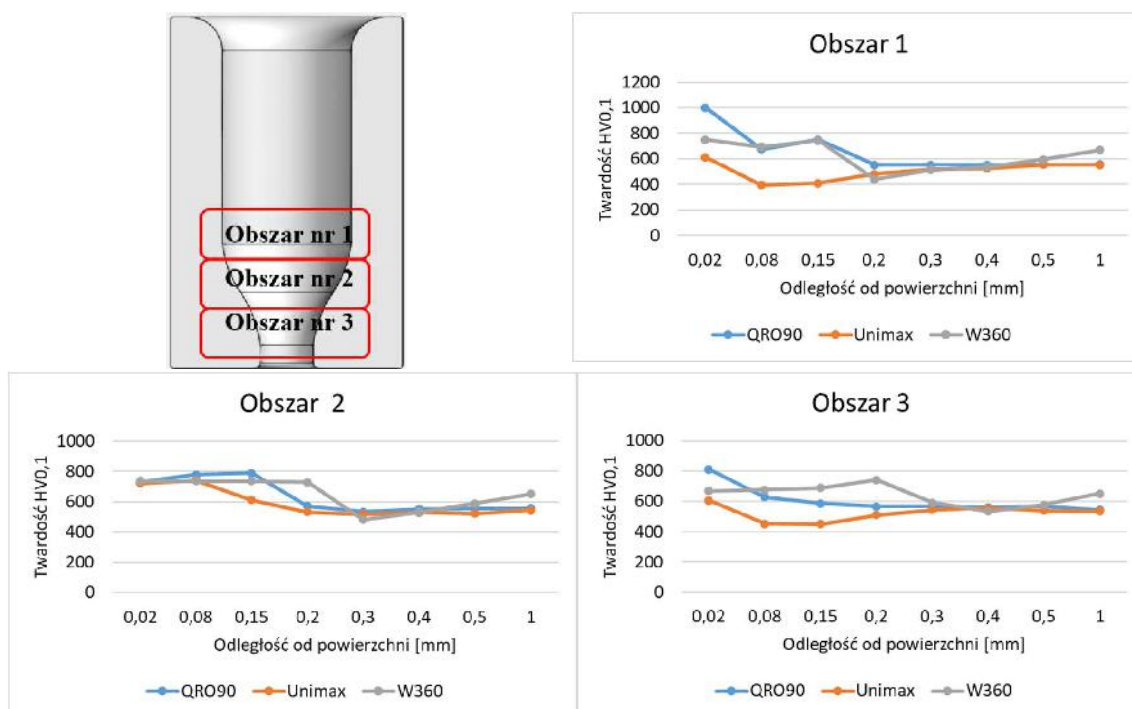 Obszar nr 1
Obszar nr 2
Obszar nr 3
Obszar 1
Twardość HV0,1
1200
1000
800
600
400
200
0
0,02 0,08 0,15 0,2 0,3 0,4 0,5 1
Odległość od powierzchni [mm]
QRO90 Unimax W360
Obszar 2
Twardość HV0,1
1000
800
600
400
200
0
0,02 0,08 0,15 0,2 0,3 0,4 0,5 1
Odległość od powierzchni [mm]
QRO90 Unimax W360
Obszar 3
Twardość HV0,1
1000
800
600
400
200
0
0,02 0,08 0,15 0,2 0,3 0,4 0,5 1
Odległość od powierzchni [mm]
QRO90 Unimax W360